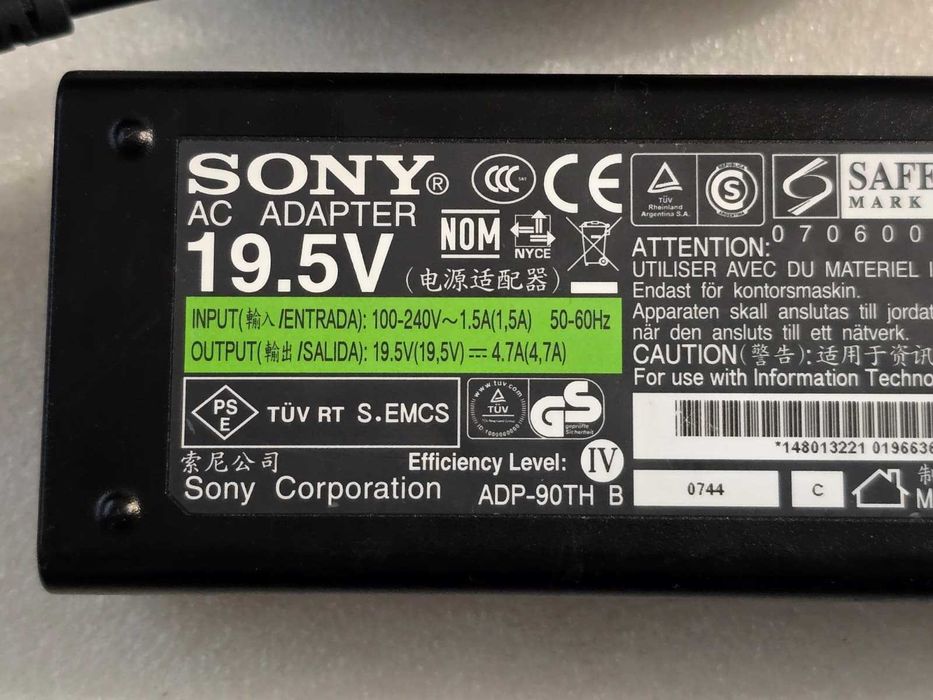 SONY®
AC ADAPTER
19.5V
(电源适配器)
CCC
CE
NOM
NYCE
INPUT(輸入/ENTRADA): 100-240V～1.5A(1,5A) 50-60Hz
OUTPUT(輸出/SALIDA): 19.5V(19,5V) ⎓ 4.7A(4,7A)
PS
E
TÜV RT S.EMCS
www.tuv.com
TÜV
GS
geprüfte
Sicherheit
索尼公司
Sony Corporation
Efficiency Level: IV
ADP-90TH B
TÜV
Rheinland
Argentina S.A.
S
SAFE
MARK
070600
ATTENTION:
UTILISER AVEC DU MATERIEL
Endast för kontorsmaskin.
Apparaten skall anslutas till jordat
när den ansluts till ett nätverk.
CAUTION(警告):适用于资讯
For use with Information Techno
*148013221 0196636
0744
C
制
M